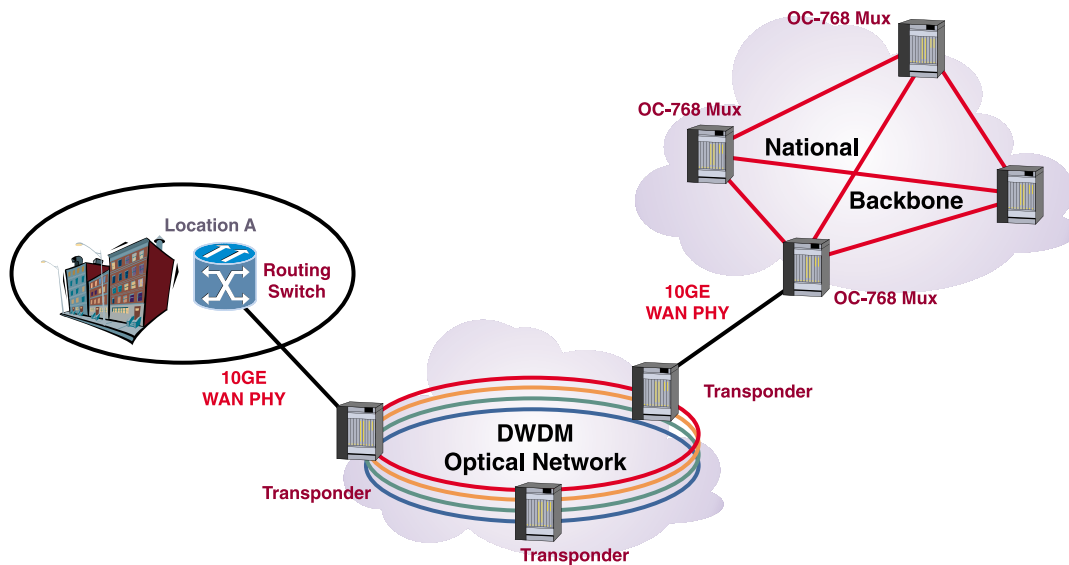 OC-768 Mux
OC-768 Mux
National
Backbone
Location A
Routing
Switch
OC-768 Mux
10GE
WAN PHY
10GE
WAN PHY
Transponder
DWDM
Optical Network
Transponder
Transponder